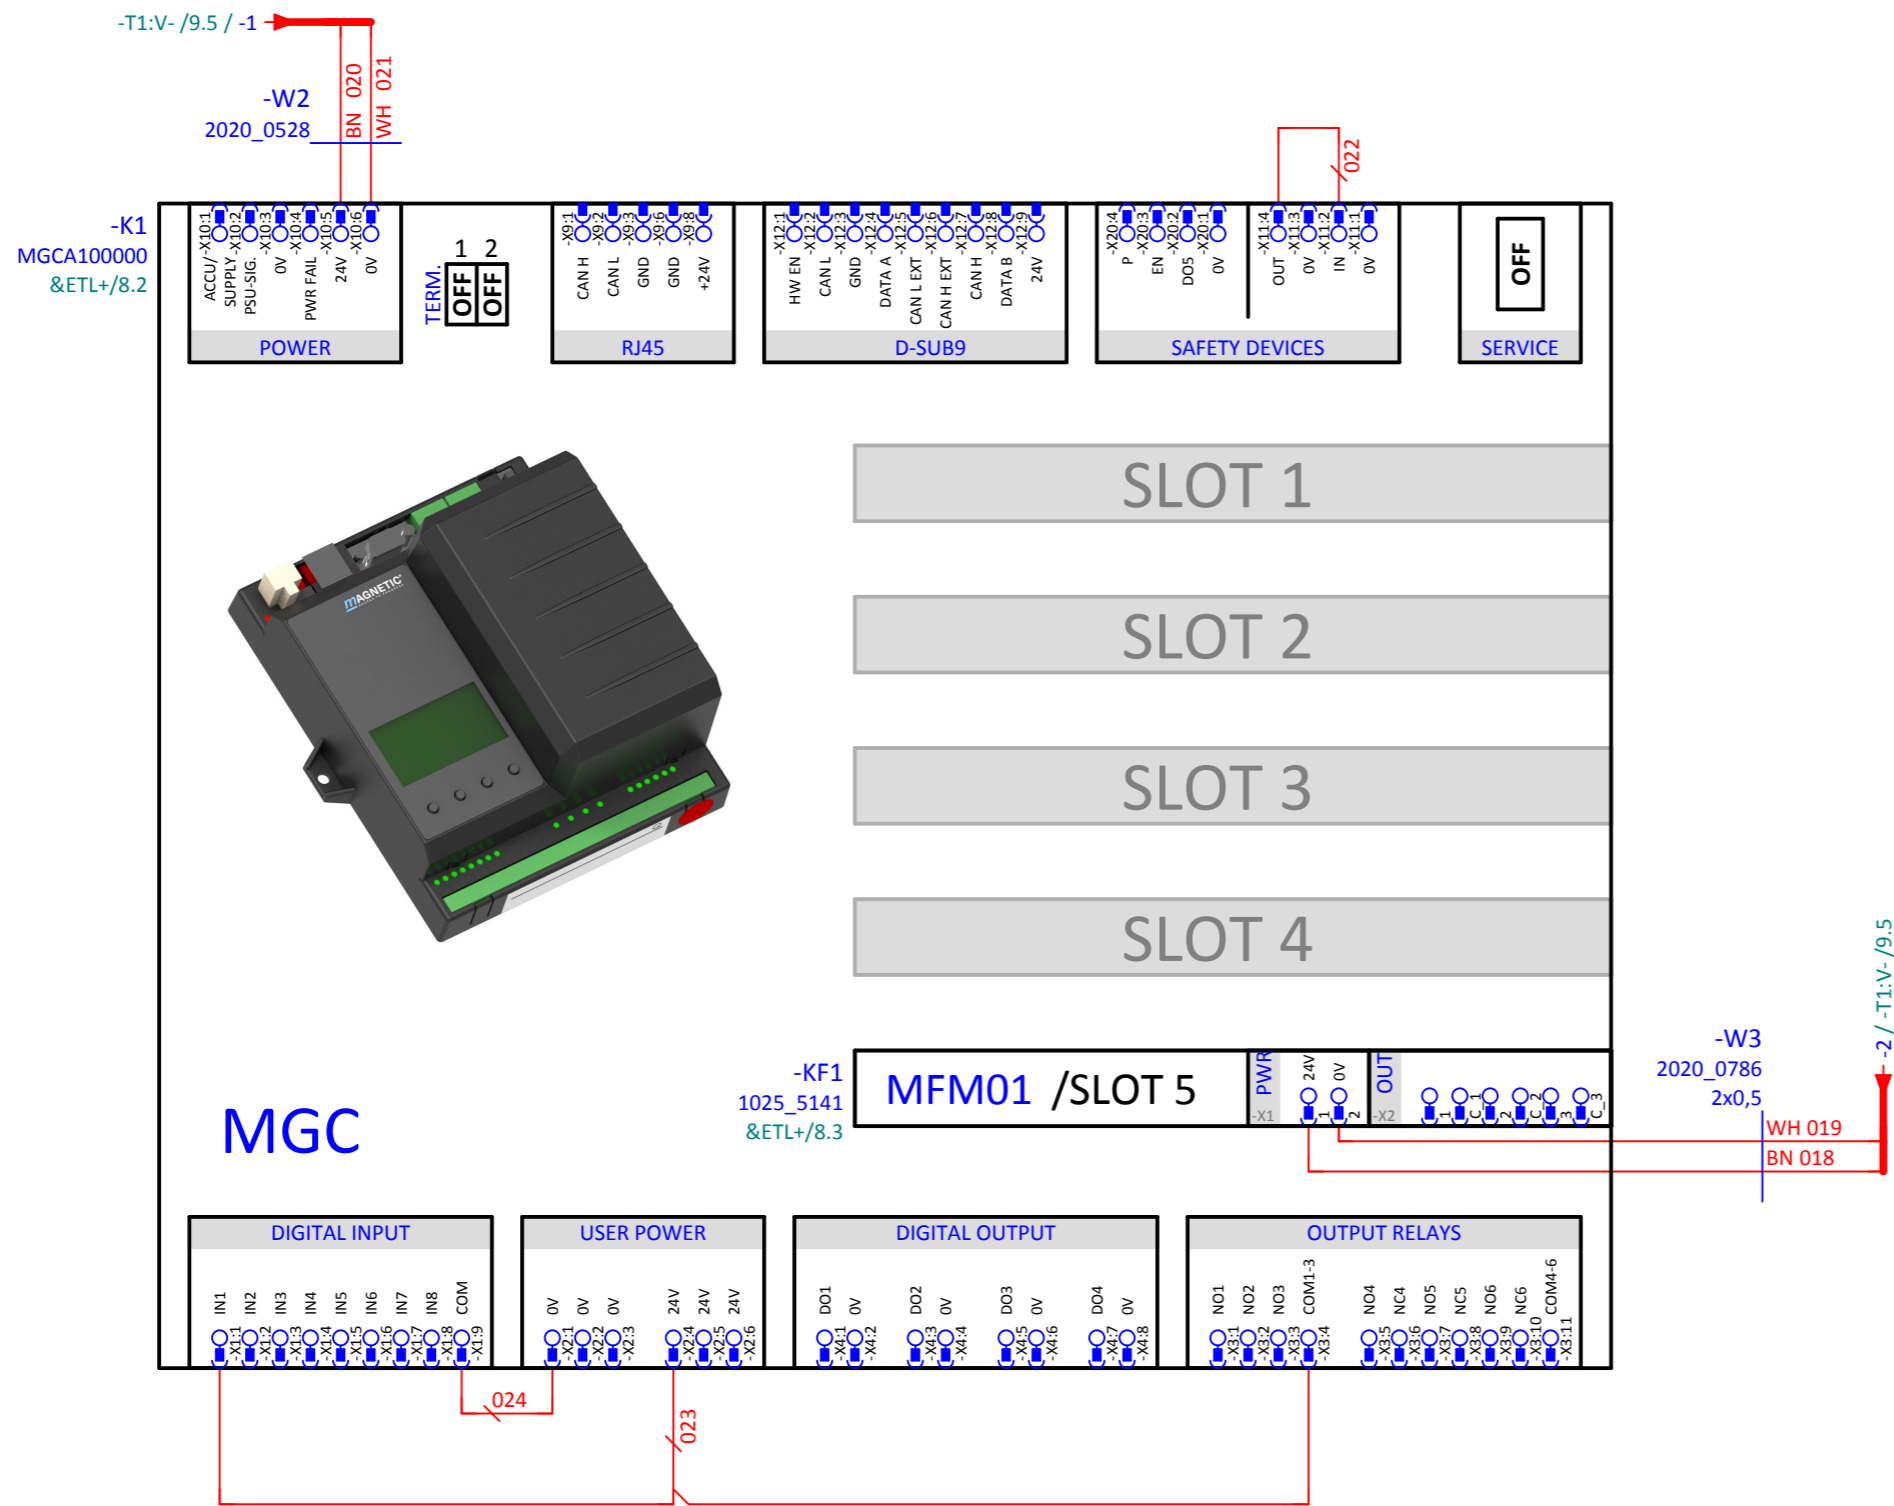 -T1:V- /9.5 / -1
BN 020
WH 021
-W2
2020_0528
022
-K1
MGCA100000
&ETL+/8.2
-X10:1
-X10:2
-X10:3
-X10:4
-X10:5
-X10:6
ACCU/
SUPPLY
PSU-SIG.
0V
PWR FAIL
24V
0V
POWER
TERM.
1 2
OFF
OFF
-X9:1
-X9:2
-X9:3
-X9:6
-X9:8
CAN H
CAN L
GND
GND
+24V
RJ45
-X12:1
-X12:2
-X12:3
-X12:4
-X12:5
-X12:6
-X12:7
-X12:8
-X12:9
HW EN
CAN L
GND
DATA A
CAN L EXT
CAN H EXT
CAN H
DATA B
24V
D-SUB9
-X20:4
-X20:3
-X20:2
-X20:1
P
EN
DO5
0V
-X11:4
-X11:3
-X11:2
-X11:1
OUT
0V
IN
0V
SAFETY DEVICES
OFF
SERVICE
MAGNETIC
SLOT 1
SLOT 2
SLOT 3
SLOT 4
-KF1
1025_5141
&ETL+/8.3
MFM01 /SLOT 5
PWR
-X1
24V
0V
1
2
OUT
-X2
1
C_1
2
C_2
3
C_3
-W3
2020_0786
2x0,5
WH 019
BN 018
-2 / -T1:V- /9.5
MGC
DIGITAL INPUT
IN1
IN2
IN3
IN4
IN5
IN6
IN7
IN8
COM
-X1:1
-X1:2
-X1:3
-X1:4
-X1:5
-X1:6
-X1:7
-X1:8
-X1:9
USER POWER
0V
0V
0V
24V
24V
24V
-X2:1
-X2:2
-X2:3
-X2:4
-X2:5
-X2:6
DIGITAL OUTPUT
DO1
0V
DO2
0V
DO3
0V
DO4
0V
-X4:1
-X4:2
-X4:3
-X4:4
-X4:5
-X4:6
-X4:7
-X4:8
OUTPUT RELAYS
NO1
NO2
NO3
COM1-3
NO4
NC4
NO5
NC5
NO6
NC6
COM4-6
-X3:1
-X3:2
-X3:3
-X3:4
-X3:5
-X3:6
-X3:7
-X3:8
-X3:9
-X3:10
-X3:11
024
023